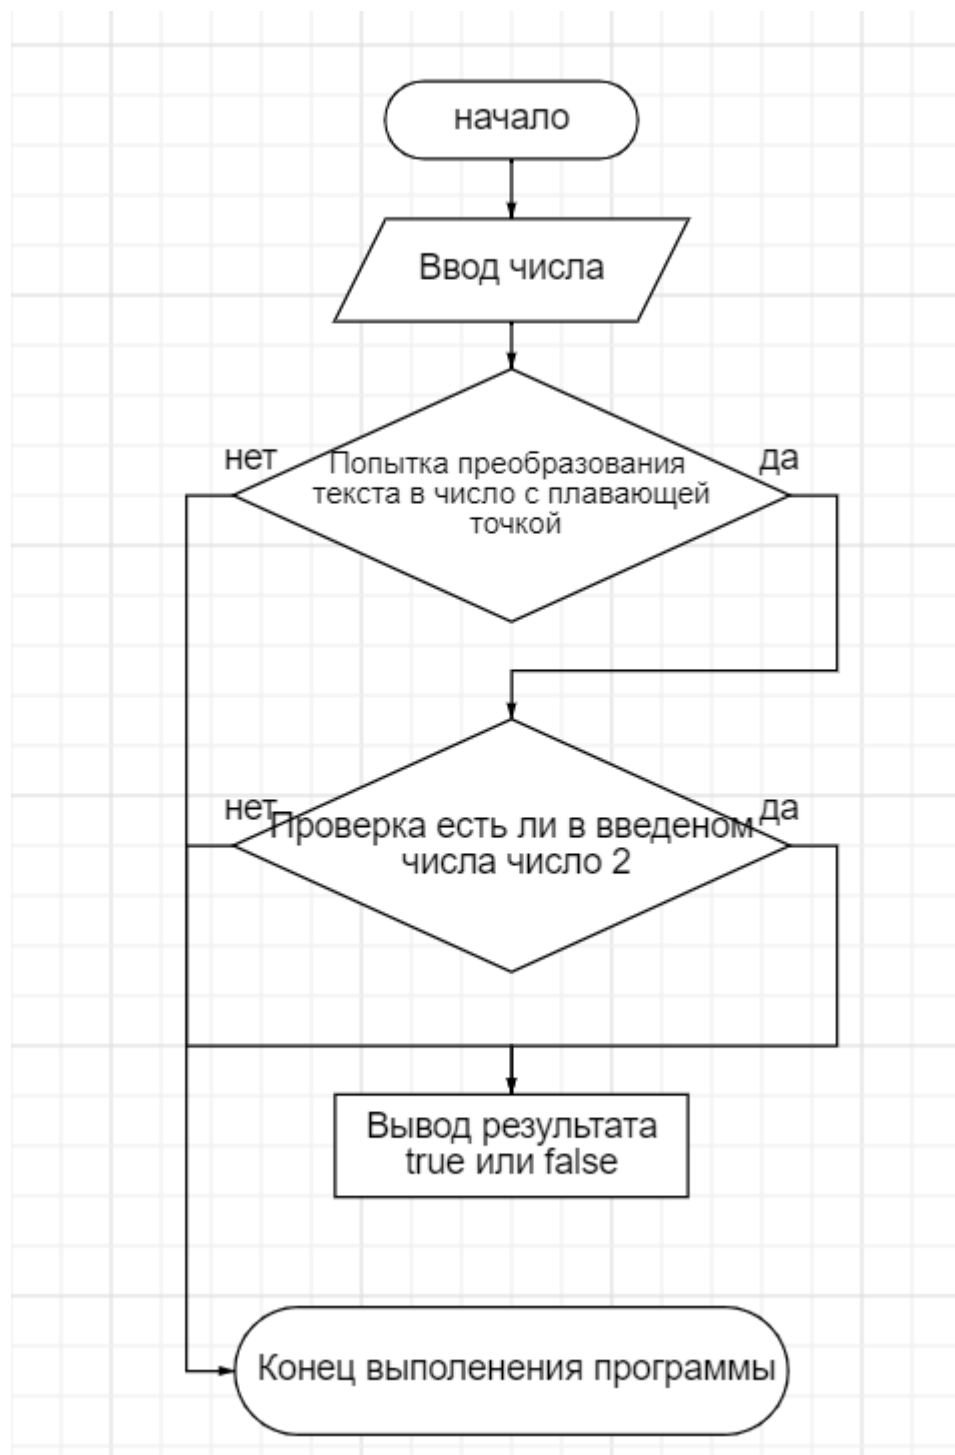 начало
Ввод числа
нет
да
Попытка преобразования
текста в число с плавающей
точкой
нет
да
Проверка есть ли в введеном
числа число 2
Вывод результата
true или false
Конец выполенения программы